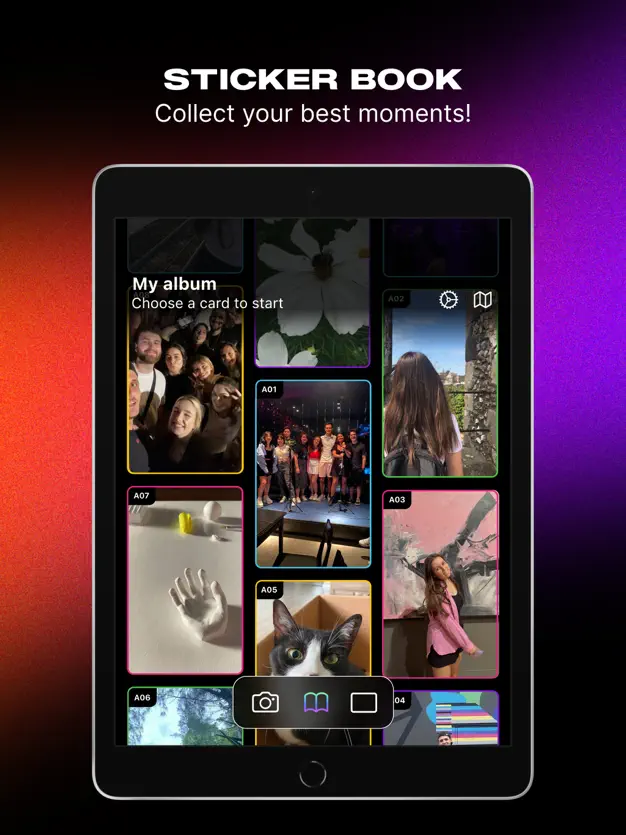 STICKER BOOK
Collect your best moments!
My album
Choose a card to start
A02
A01
A07
A03
A05
A06
04